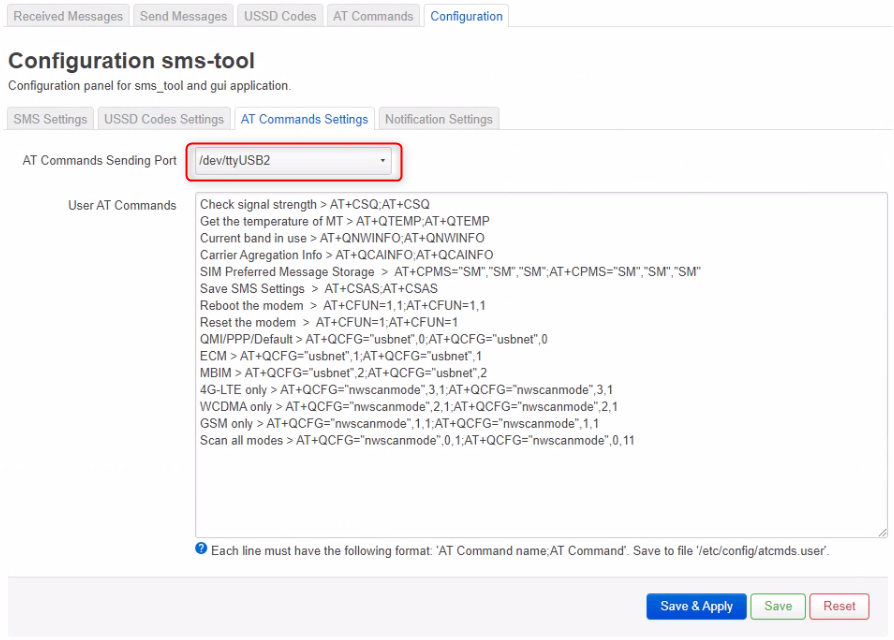 Received Messages
Send Messages
USSD Codes
AT Commands
Configuration
Configuration sms-tool
Configuration panel for sms_tool and gui application.
SMS Settings
USSD Codes Settings
AT Commands Settings
Notification Settings
AT Commands Sending Port
/dev/ttyUSB2
User AT Commands
Check signal strength > AT+CSQ;AT+CSQ
Get the temperature of MT > AT+QTEMP;AT+QTEMP
Current band in use > AT+QNWINFO;AT+QNWINFO
Carrier Agregation Info > AT+QCAINFO;AT+QCAINFO
SIM Preferred Message Storage > AT+CPMS="SM","SM","SM";AT+CPMS="SM","SM","SM"
Save SMS Settings > AT+CSAS;AT+CSAS
Reboot the modem > AT+CFUN=1,1;AT+CFUN=1,1
Reset the modem > AT+CFUN=1;AT+CFUN=1
QMI/PPP/Default > AT+QCFG="usbnet",0;AT+QCFG="usbnet",0
ECM > AT+QCFG="usbnet",1;AT+QCFG="usbnet",1
MBIM > AT+QCFG="usbnet",2;AT+QCFG="usbnet",2
4G-LTE only > AT+QCFG="nwscanmode",3,1;AT+QCFG="nwscanmode",3,1
WCDMA only > AT+QCFG="nwscanmode",2,1;AT+QCFG="nwscanmode",2,1
GSM only > AT+QCFG="nwscanmode",1,1;AT+QCFG="nwscanmode",1,1
Scan all modes > AT+QCFG="nwscanmode",0,1;AT+QCFG="nwscanmode",0,11
? Each line must have the following format: 'AT Command name;AT Command'. Save to file '/etc/config/atcmds.user'.
Save & Apply
Save
Reset